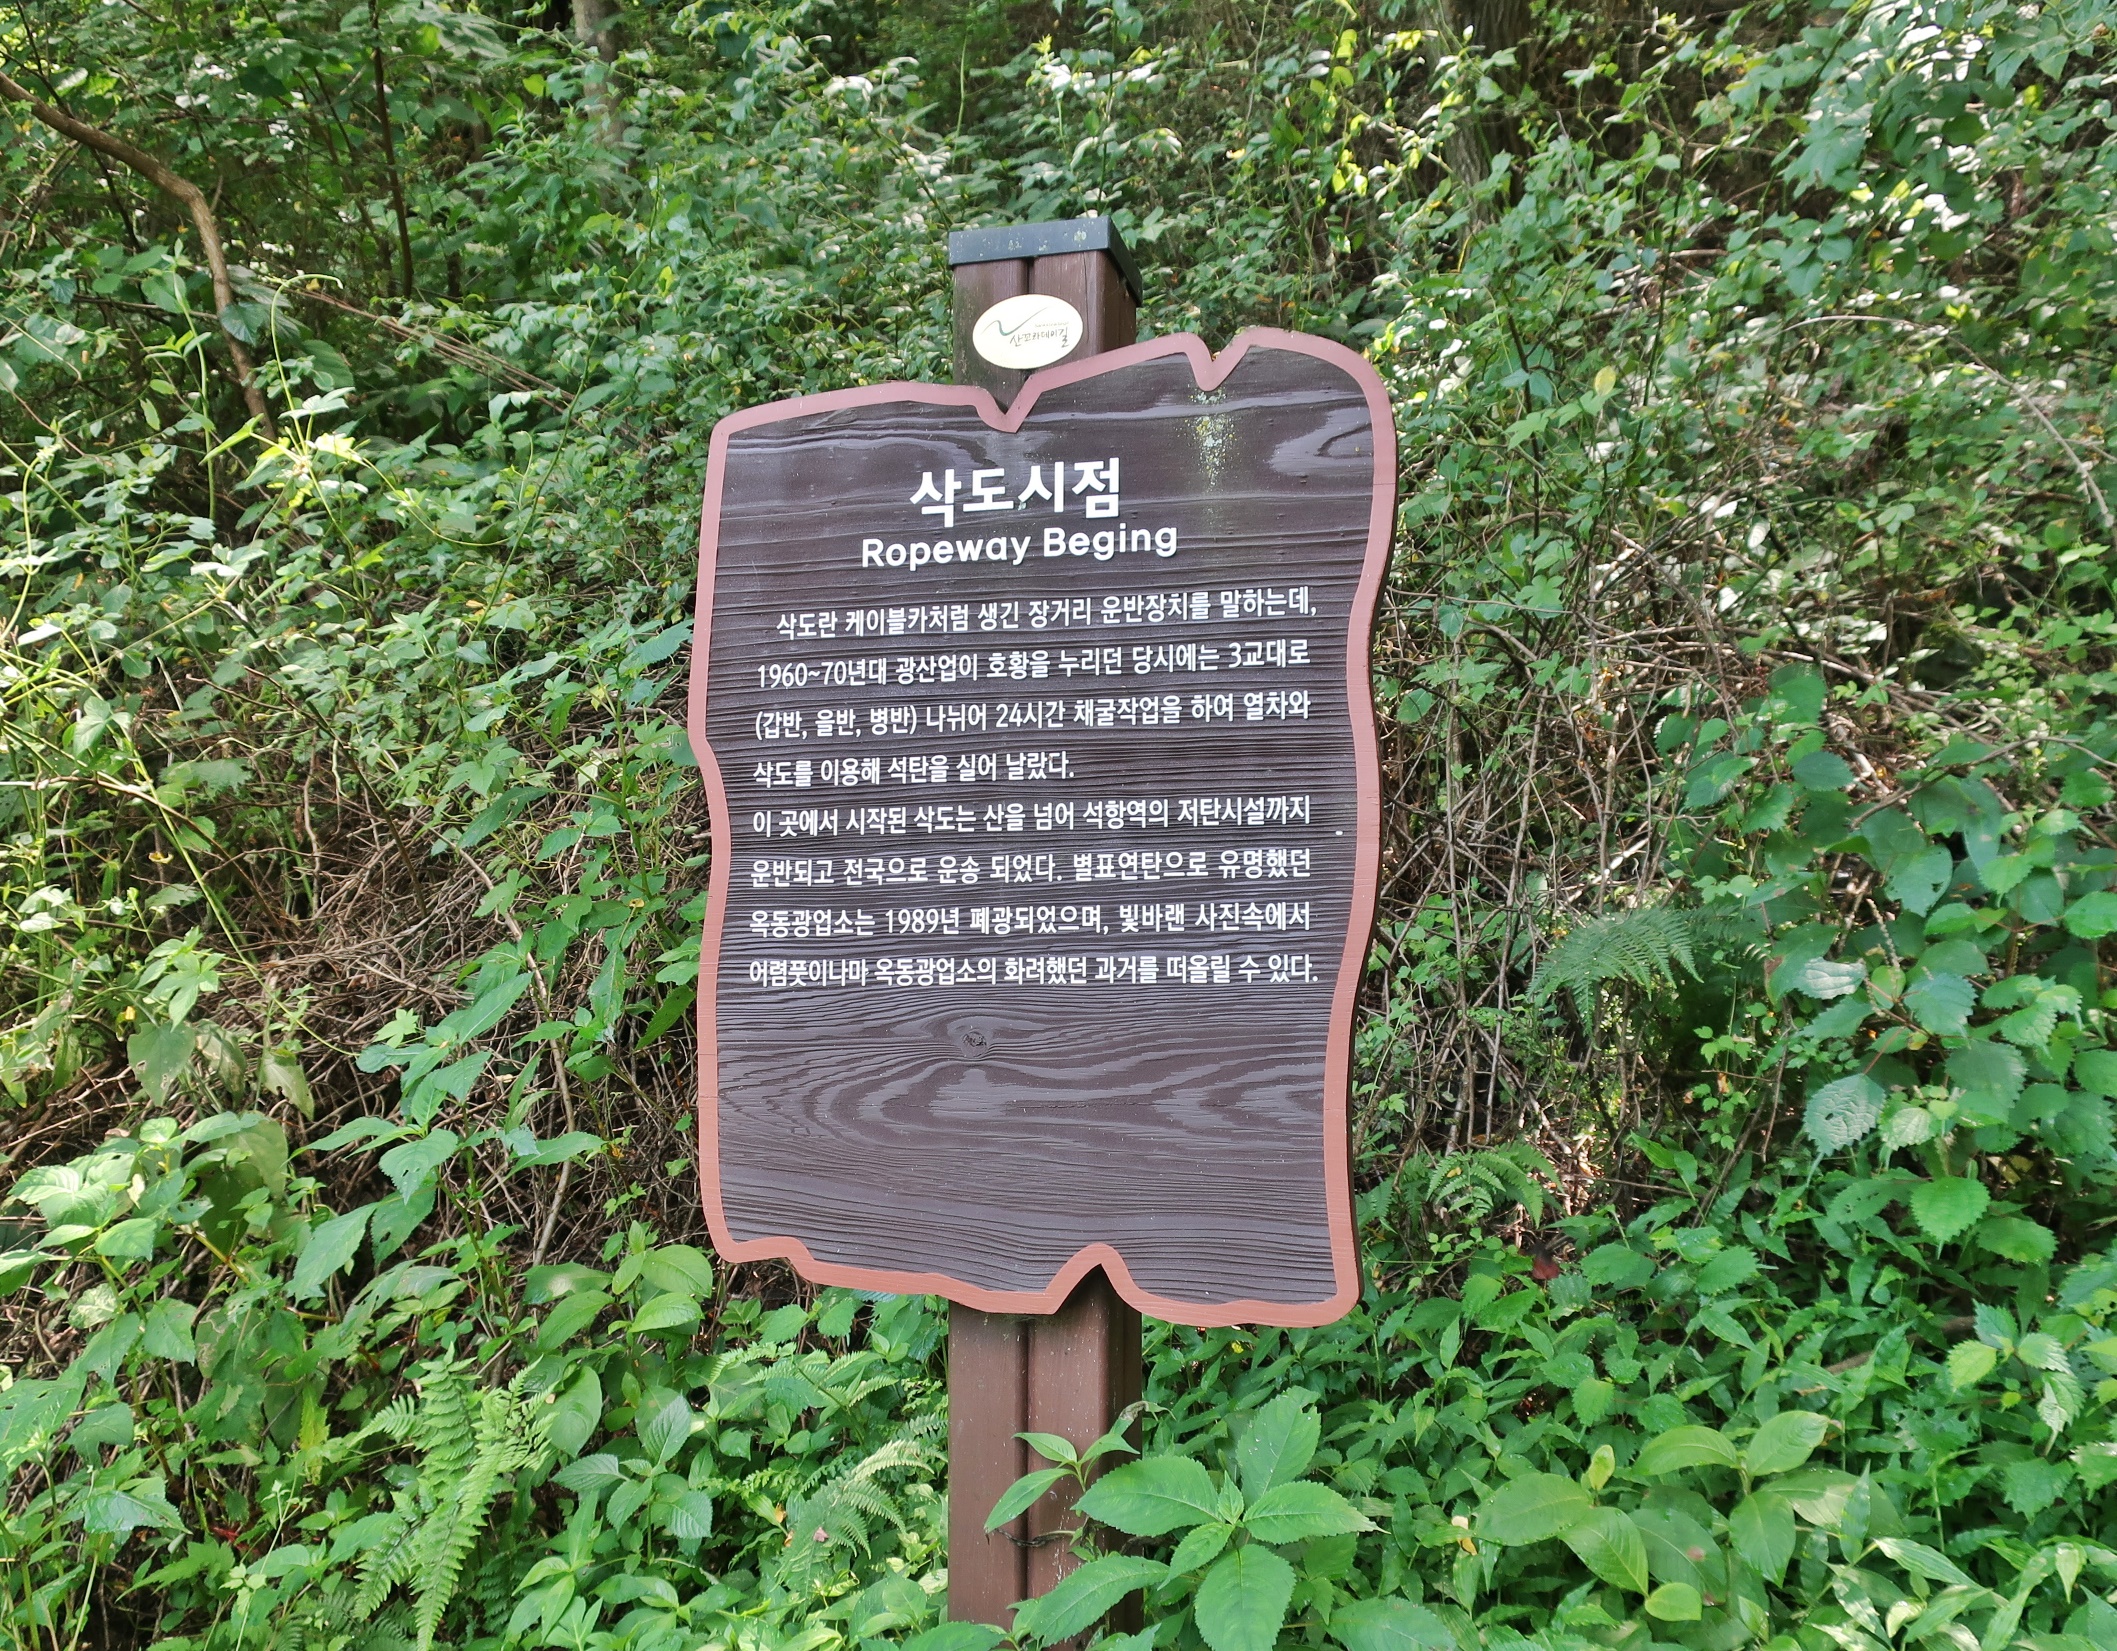 산꼬라데이길
삭도시점
Ropeway Beging
삭도란 케이블카처럼 생긴 장거리 운반장치를 말하는데,
1960~70년대 광산업이 호황을 누리던 당시에는 3교대로
(갑반, 을반, 병반) 나뉘어 24시간 채굴작업을 하여 열차와
삭도를 이용해 석탄을 실어 날랐다.
이 곳에서 시작된 삭도는 산을 넘어 석항역의 저탄시설까지
운반되고 전국으로 운송 되었다. 별표연탄으로 유명했던
옥동광업소는 1989년 폐광되었으며, 빛바랜 사진속에서
어렴풋이나마 옥동광업소의 화려했던 과거를 떠올릴 수 있다.